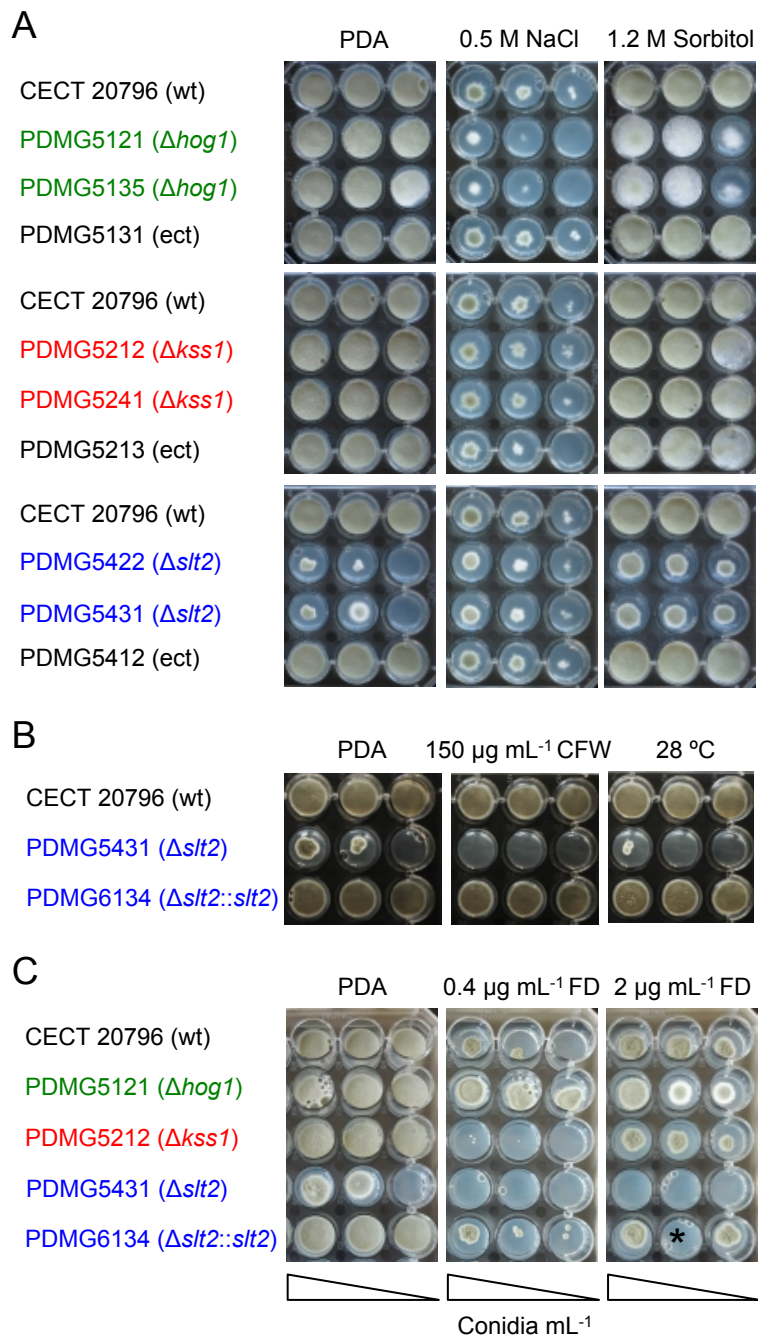 A
PDA 0.5 M NaCl 1.2 M Sorbitol
CECT 20796 (wt)
PDMG5121 (Δhog1)
PDMG5135 (Δhog1)
PDMG5131 (ect)
CECT 20796 (wt)
PDMG5212 (Δkss1)
PDMG5241 (Δkss1)
PDMG5213 (ect)
CECT 20796 (wt)
PDMG5422 (Δslt2)
PDMG5431 (Δslt2)
PDMG5412 (ect)
B
PDA 150 µg mL⁻¹ CFW 28 ºC
CECT 20796 (wt)
PDMG5431 (Δslt2)
PDMG6134 (Δslt2::slt2)
C
PDA 0.4 µg mL⁻¹ FD 2 µg mL⁻¹ FD
CECT 20796 (wt)
PDMG5121 (Δhog1)
PDMG5212 (Δkss1)
PDMG5431 (Δslt2)
PDMG6134 (Δslt2::slt2) *
Conidia mL⁻¹